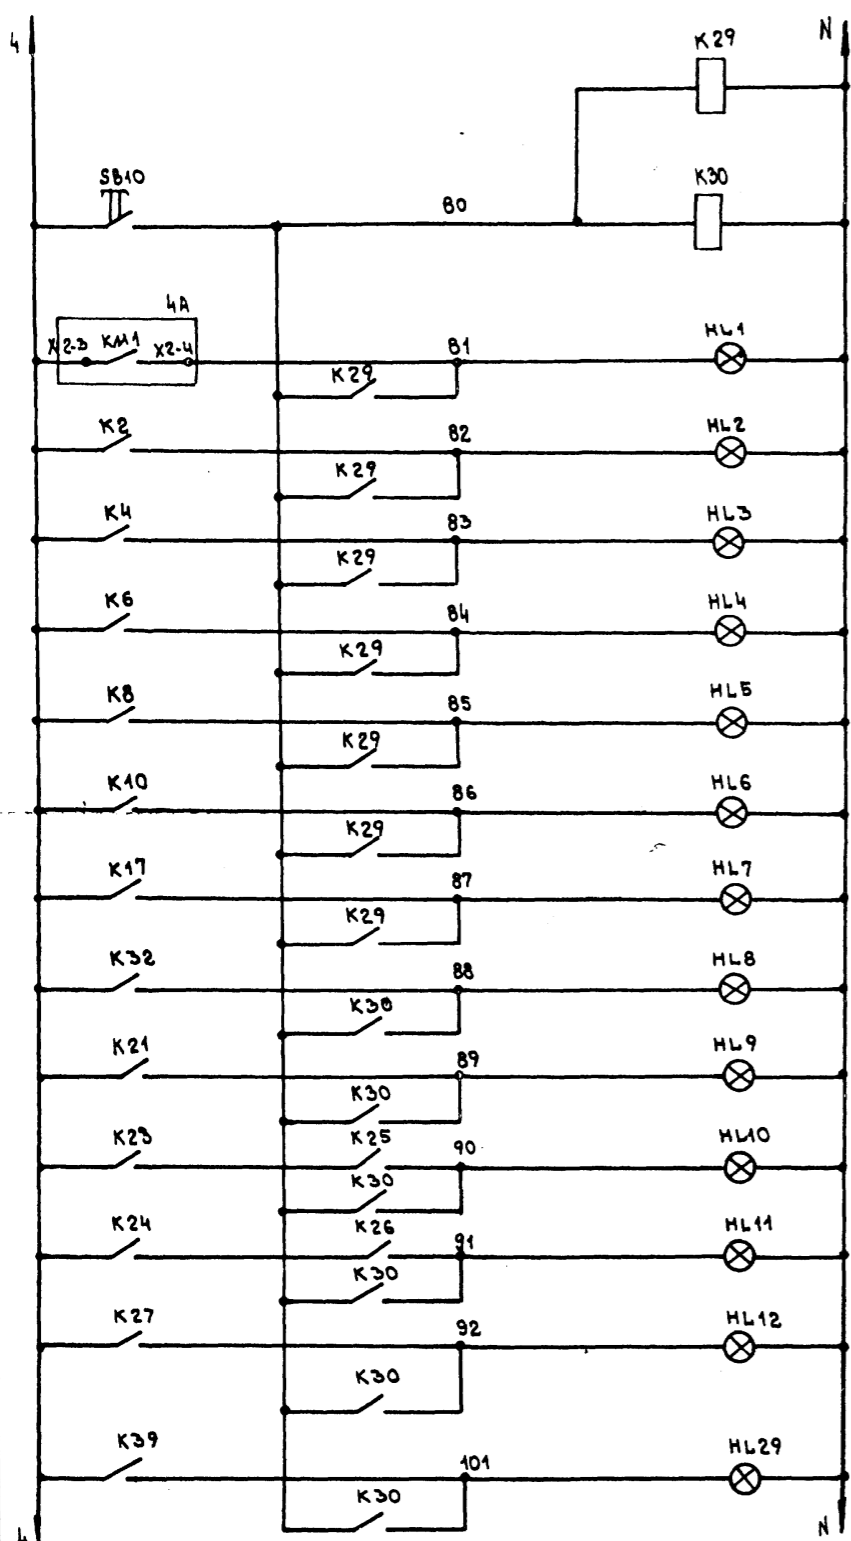 4
N
K29
SB10
80
K30
4A
X2-3
KM1
X2-4
81
HL1
K29
K2
82
HL2
K29
K4
83
HL3
K29
K6
84
HL4
K29
K8
85
HL5
K29
K10
86
HL6
K29
K17
87
HL7
K29
K32
88
HL8
K30
K21
89
HL9
K30
K23
K25
90
HL10
K30
K24
K26
91
HL11
K30
K27
92
HL12
K30
K39
101
HL29
K30
4
N